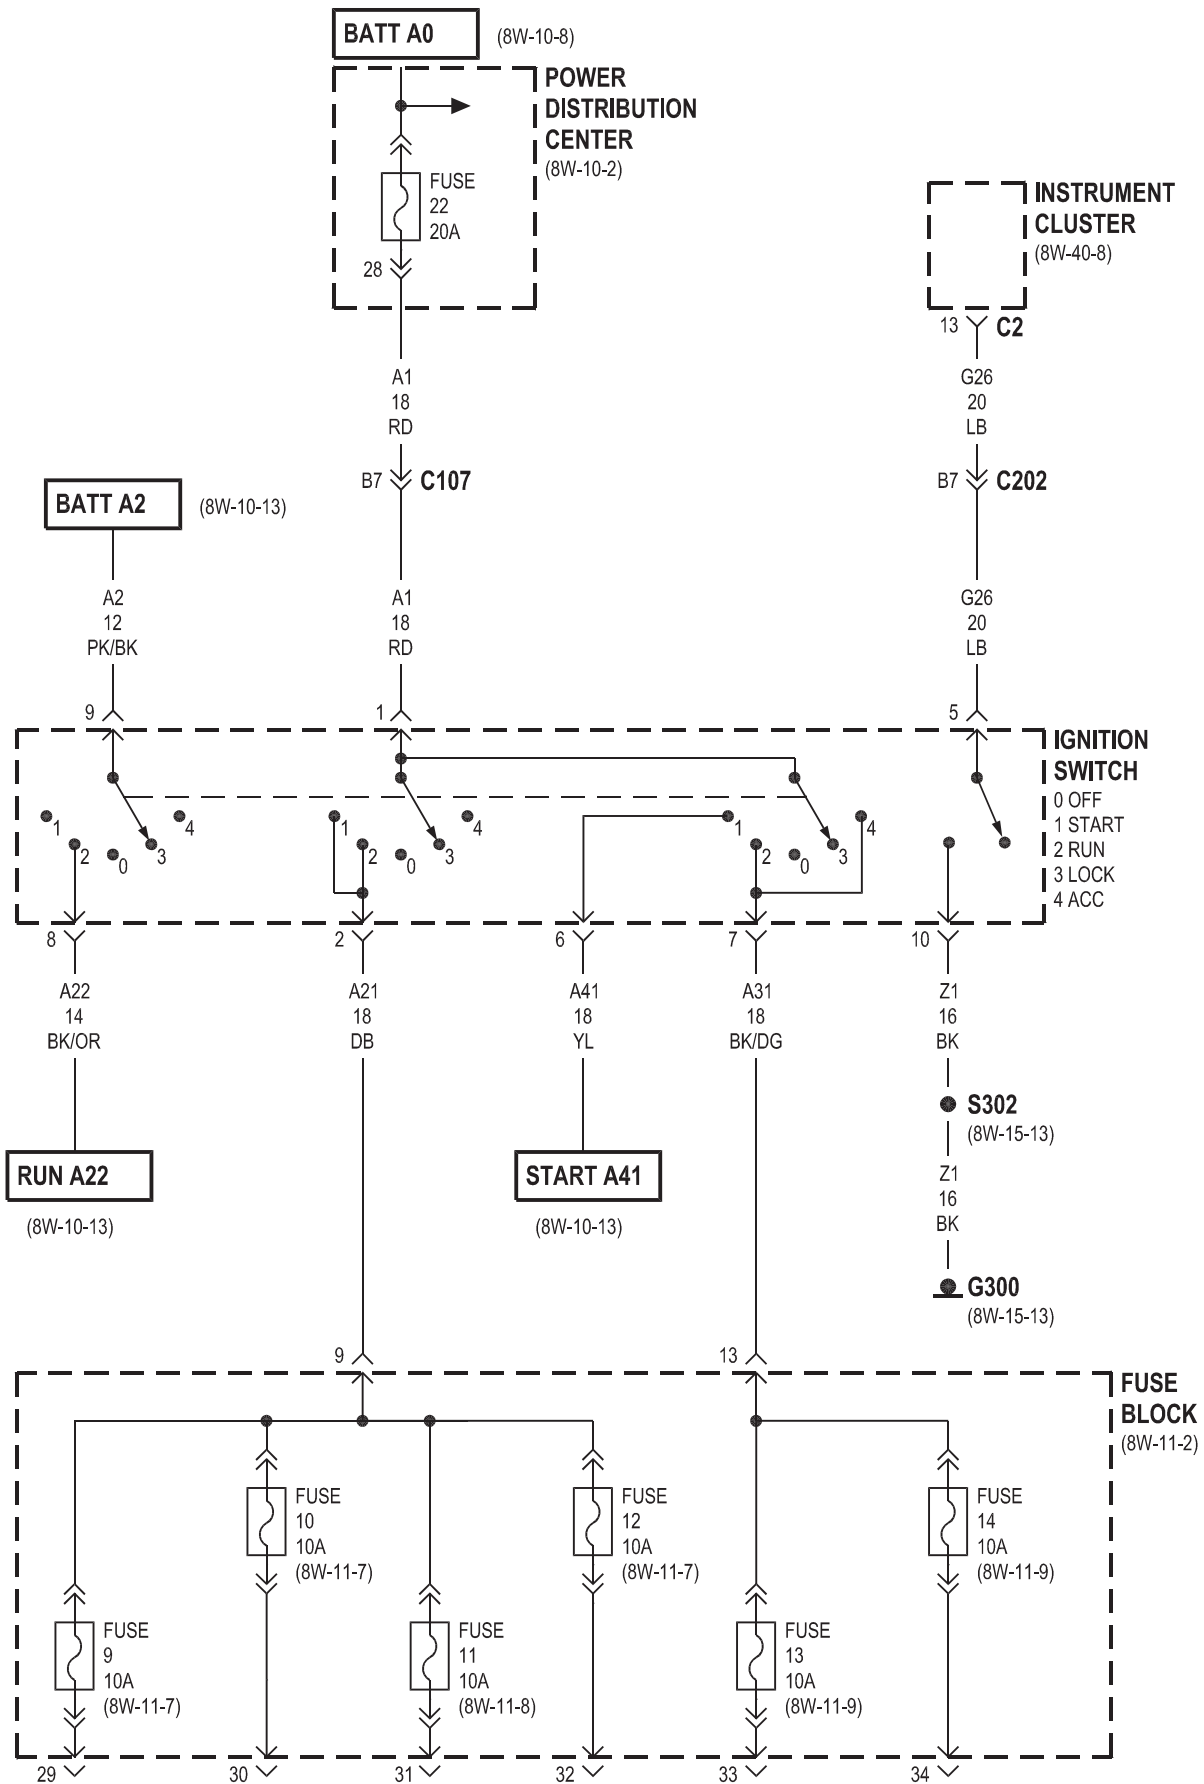 BATT A0
(8W-10-8)
POWER
DISTRIBUTION
CENTER
(8W-10-2)
FUSE
22
20A
28
INSTRUMENT
CLUSTER
(8W-40-8)
13
C2
A1
18
RD
G26
20
LB
B7
C107
B7
C202
BATT A2
(8W-10-13)
A2
12
PK/BK
A1
18
RD
G26
20
LB
9
1
5
IGNITION
SWITCH
0 OFF
1 START
2 RUN
3 LOCK
4 ACC
1
2
0
3
4
1
2
0
3
4
1
2
0
3
4
8
2
6
7
10
A22
14
BK/OR
A21
18
DB
A41
18
YL
A31
18
BK/DG
Z1
16
BK
S302
(8W-15-13)
RUN A22
(8W-10-13)
START A41
(8W-10-13)
Z1
16
BK
G300
(8W-15-13)
9
13
FUSE
BLOCK
(8W-11-2)
FUSE
10
10A
(8W-11-7)
FUSE
12
10A
(8W-11-7)
FUSE
14
10A
(8W-11-9)
FUSE
9
10A
(8W-11-7)
FUSE
11
10A
(8W-11-8)
FUSE
13
10A
(8W-11-9)
29
30
31
32
33
34